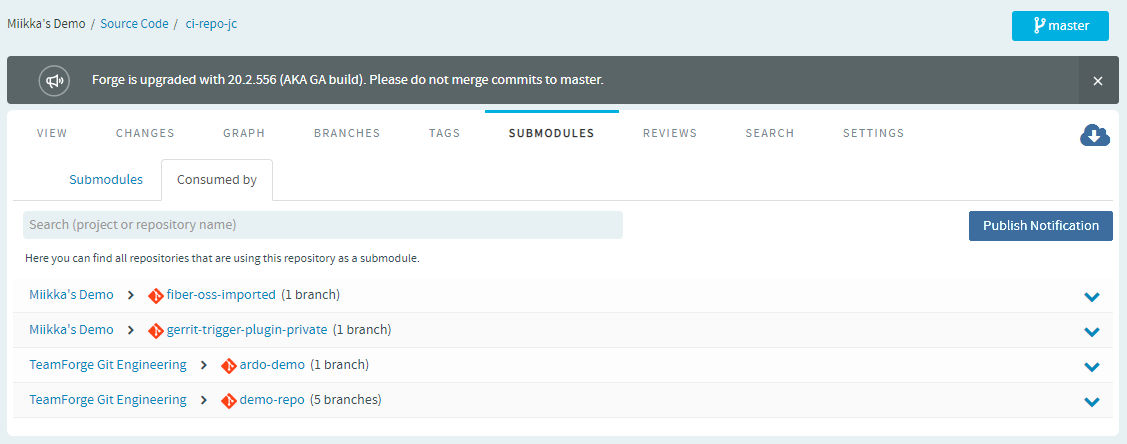 Miikka's Demo / Source Code / ci-repo-jc
master
Forge is upgraded with 20.2.556 (AKA GA build). Please do not merge commits to master.
VIEW CHANGES GRAPH BRANCHES TAGS SUBMODULES REVIEWS SEARCH SETTINGS
Submodules Consumed by
Search (project or repository name)
Publish Notification
Here you can find all repositories that are using this repository as a submodule.
Miikka's Demo > fiber-oss-imported (1 branch)
Miikka's Demo > gerrit-trigger-plugin-private (1 branch)
TeamForge Git Engineering > ardo-demo (1 branch)
TeamForge Git Engineering > demo-repo (5 branches)